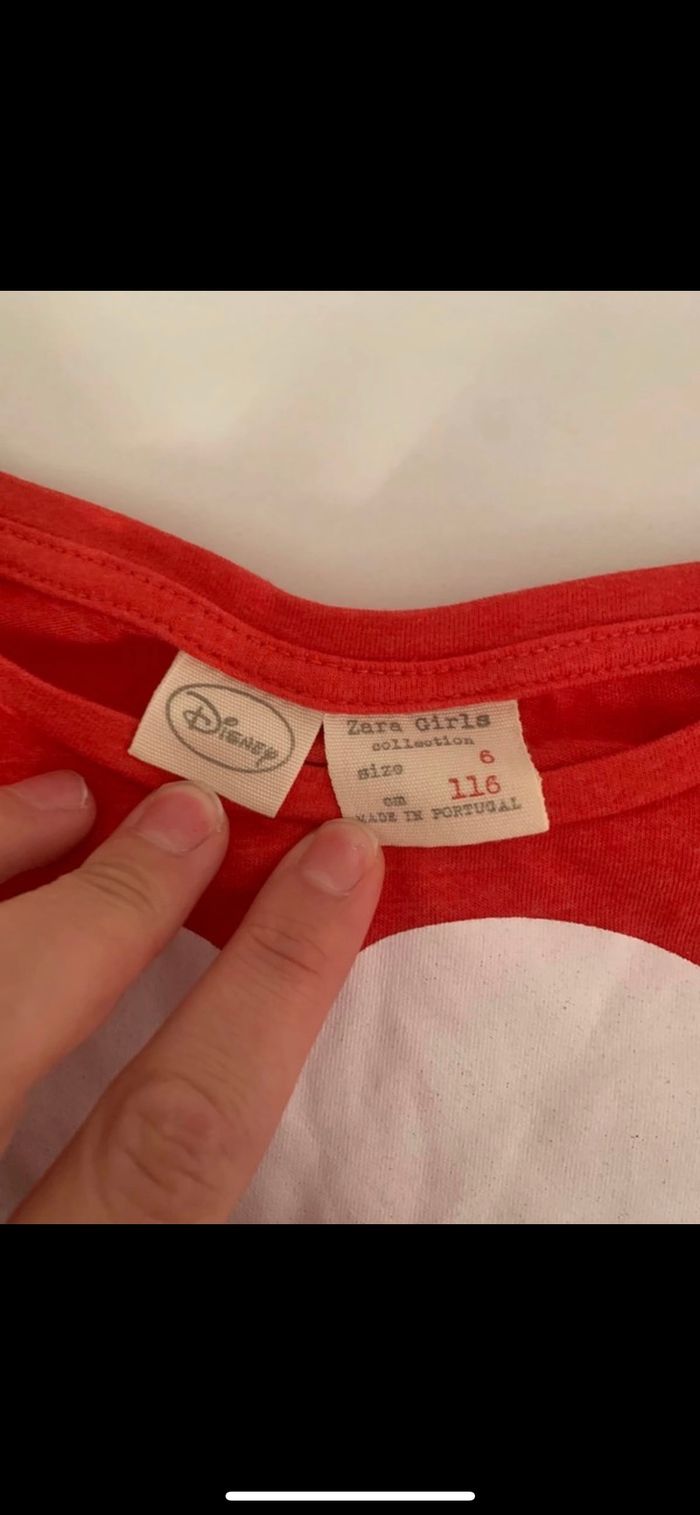 Disney
Zara Girls
collection
size 6
cm 116
MADE IN PORTUGAL